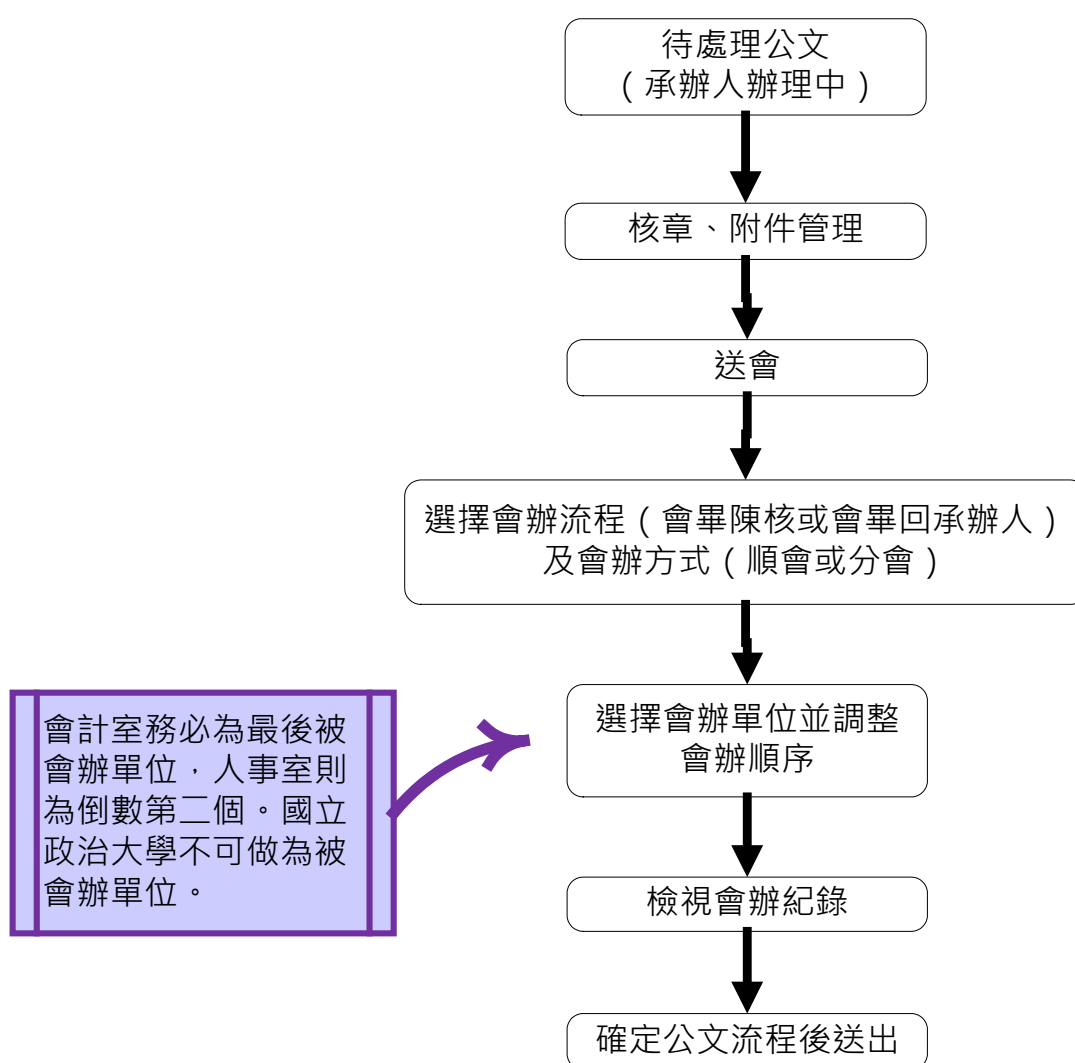 待處理公文
（承辦人辦理中）
核章、附件管理
送會
選擇會辦流程（會畢陳核或會畢回承辦人）
及會辦方式（順會或分會）
會計室務必為最後被
會辦單位，人事室則
為倒數第二個。國立
政治大學不可做為被
會辦單位。
選擇會辦單位並調整
會辦順序
檢視會辦紀錄
確定公文流程後送出